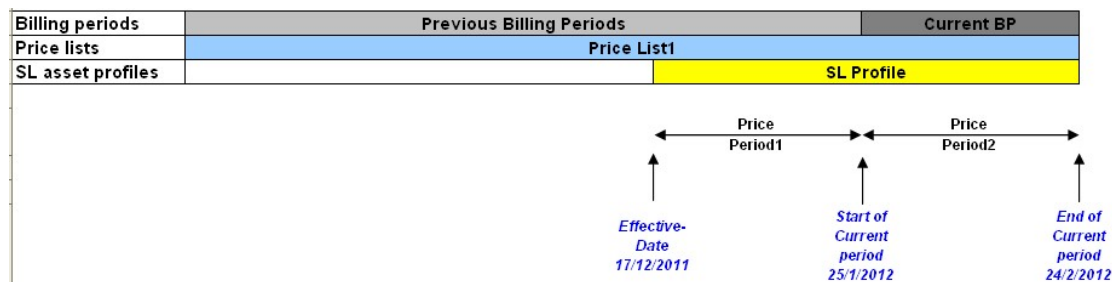 Billing periods Previous Billing Periods Current BP
Price lists Price List1
SL asset profiles SL Profile
Price Price
Period1 Period2
Effective- Start of End of
Date Current Current
17/12/2011 period period
25/1/2012 24/2/2012